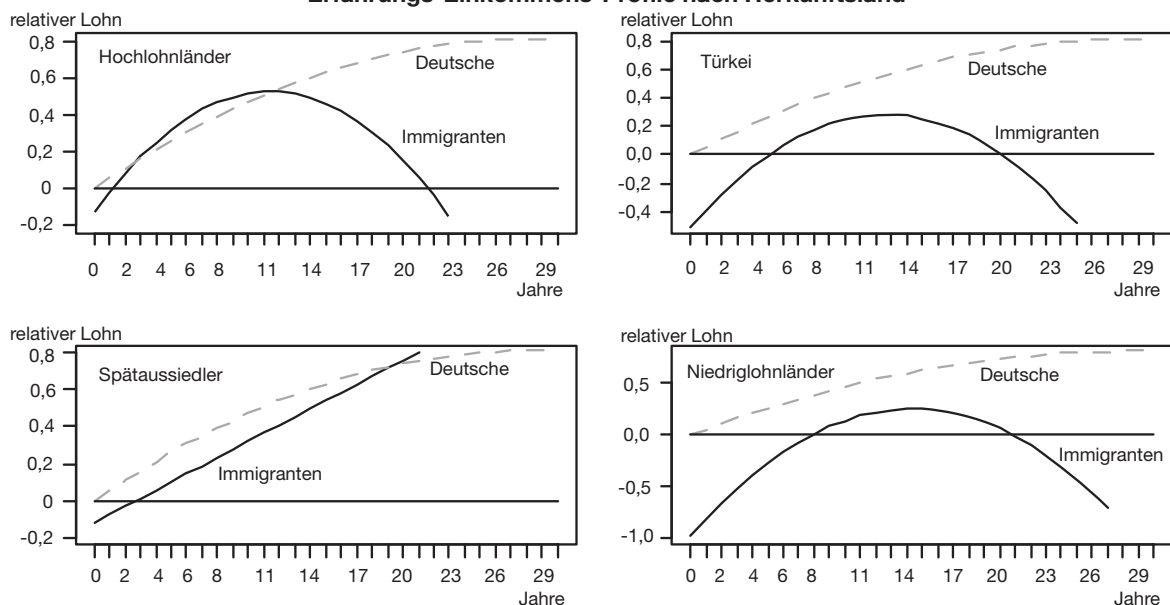 relativer Lohn
0,8
0,6
0,4
0,2
0
-0,2
Hochlohnländer
Deutsche
Immigranten
0 2 4 6 8 11 14 17 20 23 26 29
Jahre
relativer Lohn
0,8
0,6
0,4
0,2
0,0
-0,2
-0,4
Türkei
Deutsche
Immigranten
0 2 4 6 8 11 14 17 20 23 26 29
Jahre
relativer Lohn
0,8
0,6
0,4
0,2
0
-0,2
Spätaussiedler
Deutsche
Immigranten
0 2 4 6 8 11 14 17 20 23 26 29
Jahre
relativer Lohn
0,5
0,0
-0,5
-1,0
Niedriglohnländer
Deutsche
Immigranten
0 2 4 6 8 11 14 17 20 23 26 29
Jahre